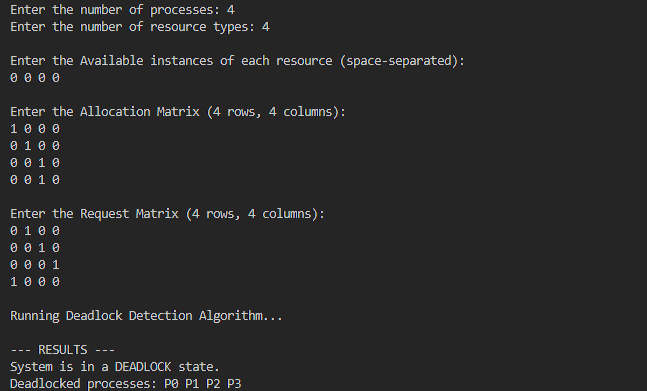 Enter the number of processes: 4
Enter the number of resource types: 4
Enter the Available instances of each resource (space-separated):
0 0 0 0
Enter the Allocation Matrix (4 rows, 4 columns):
1 0 0 0
0 1 0 0
0 0 1 0
0 0 1 0
Enter the Request Matrix (4 rows, 4 columns):
0 1 0 0
0 0 1 0
0 0 0 1
1 0 0 0
Running Deadlock Detection Algorithm...
--- RESULTS ---
System is in a DEADLOCK state.
Deadlocked processes: P0 P1 P2 P3